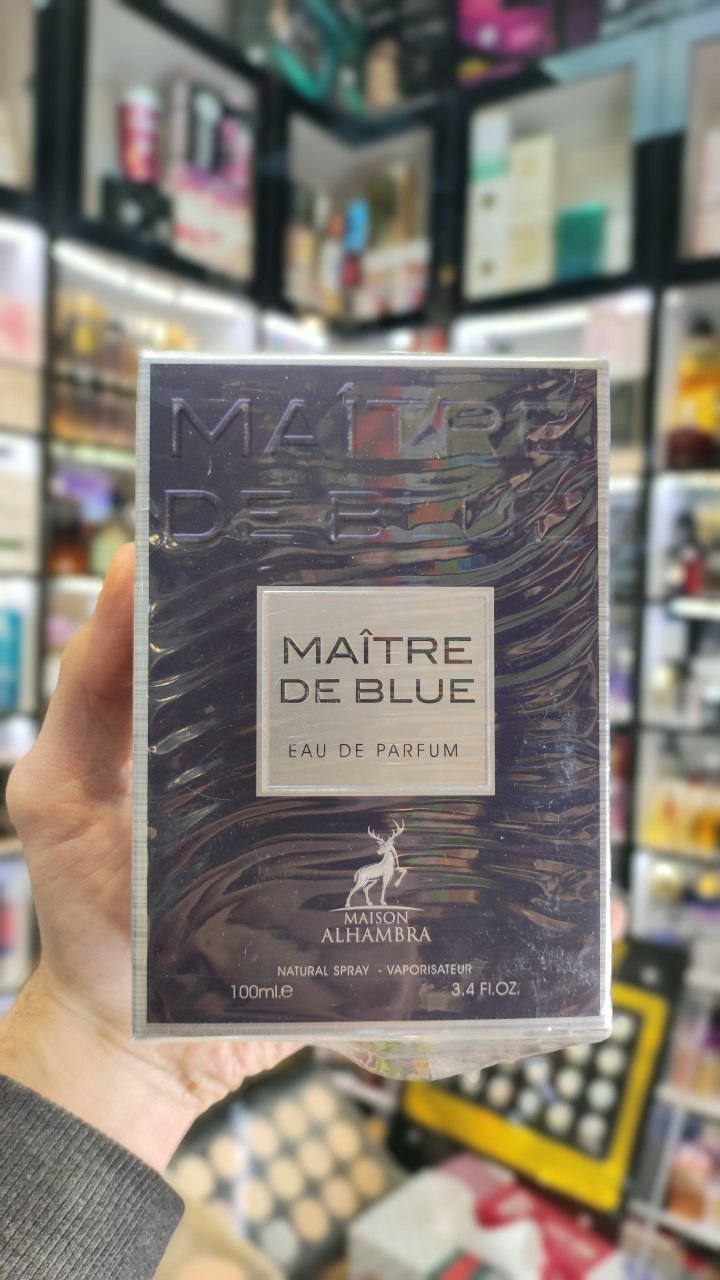 MAÎTRE
DE BLUE
MAÎTRE
DE BLUE
EAU DE PARFUM
MAISON
ALHAMBRA
NATURAL SPRAY - VAPORISATEUR
100ml.e 3.4 Fl.OZ.